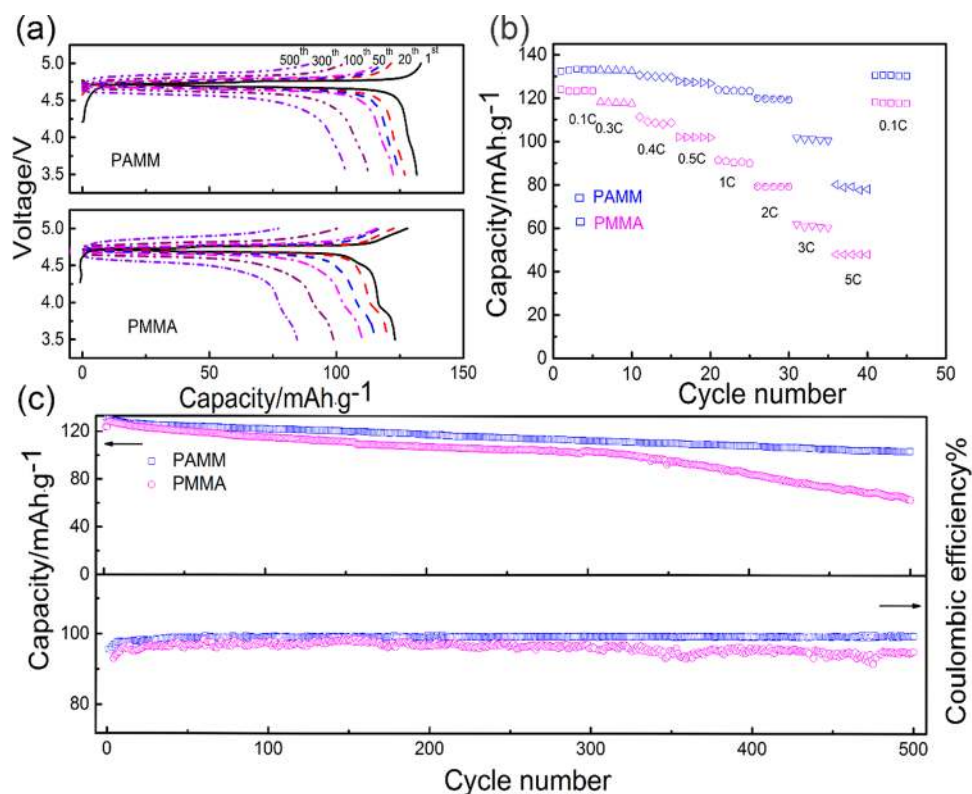 (a)
500th 300th 100th 50th 20th 1st
5.0
4.5
4.0
3.5
PAMM
5.0
4.5
4.0
3.5
PMMA
Voltage/V
0 50 100 150
Capacity/mAh.g-1
(b)
140
120
100
80
60
40
20
0
0.1C 0.3C 0.4C 0.5C 1C 2C 3C 5C 0.1C
PAMM
PMMA
Capacity/mAh.g-1
0 10 20 30 40 50
Cycle number
(c)
120
80
40
0
100
80
PAMM
PMMA
Capacity/mAh.g-1
Coulombic efficiency%
0 100 200 300 400 500
Cycle number